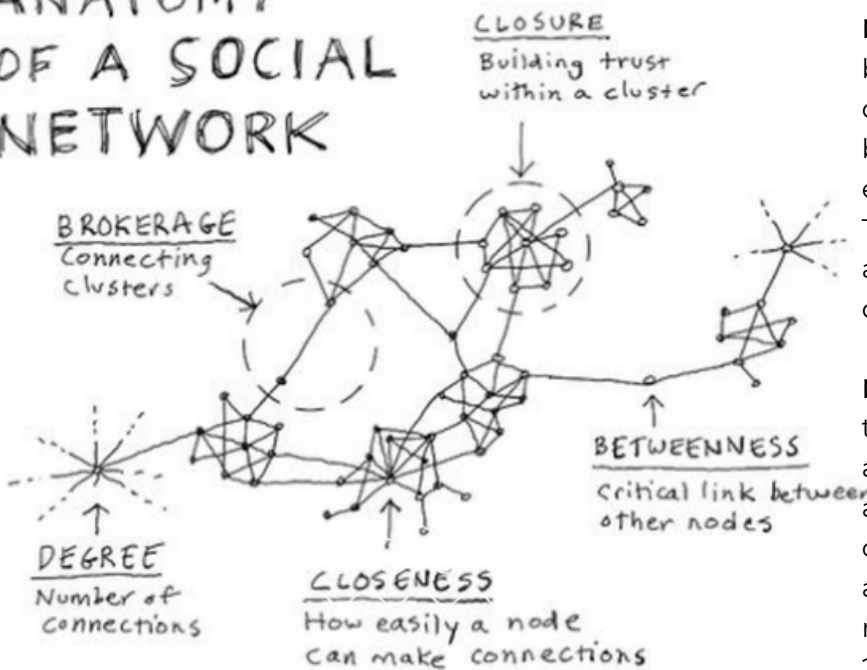 ANATOMY
OF A SOCIAL
NETWORK
CLOSURE
Building trust
within a cluster
BROKERAGE
Connecting
clusters
BETWEENNESS
Critical link between
other nodes
DEGREE
Number of
connections
CLOSENESS
How easily a node
can make connections